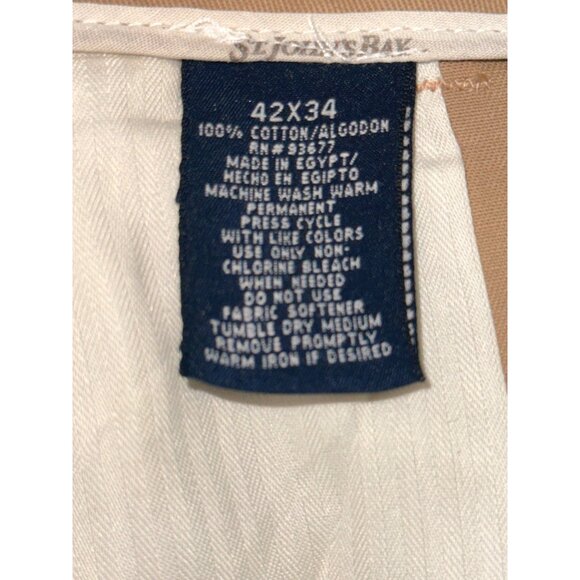 ST. JOHN'S BAY
42X34
100% COTTON/ALGODON
RN# 93677
MADE IN EGYPT/
HECHO EN EGIPTO
MACHINE WASH WARM
PERMANENT
PRESS CYCLE
WITH LIKE COLORS
USE ONLY NON-
CHLORINE BLEACH
WHEN NEEDED
DO NOT USE
FABRIC SOFTENER
TUMBLE DRY MEDIUM
REMOVE PROMPTLY
WARM IRON IF DESIRED